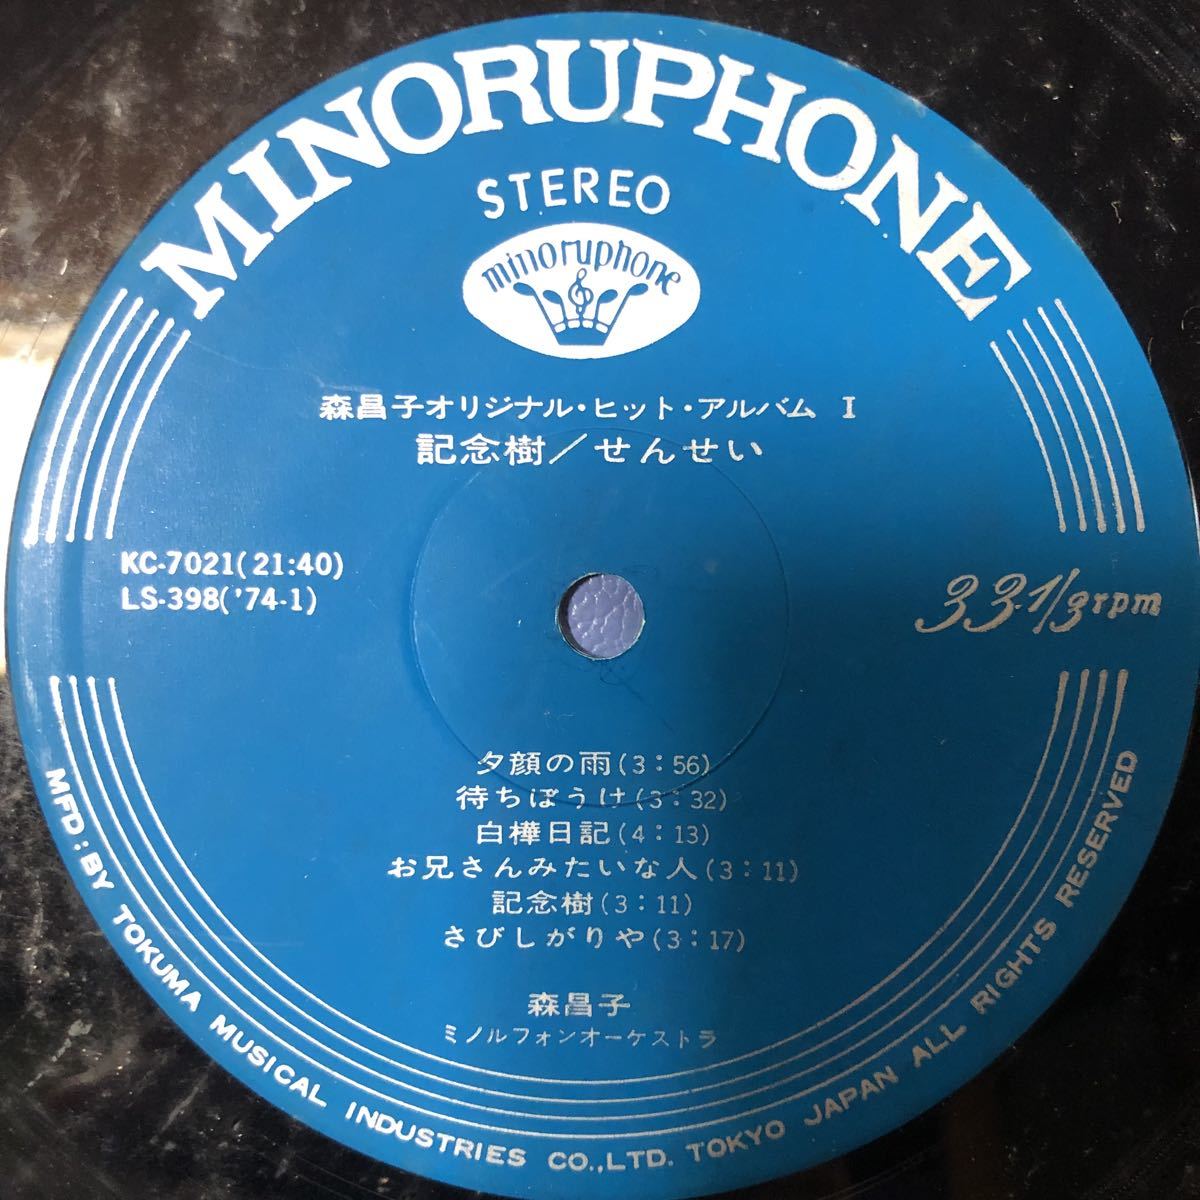 MINORUPHONE
STEREO
minoruphone
森昌子オリジナル・ヒット・アルバム I
記念樹/せんせい
KC-7021(21:40)
LS-398('74-1)
33.1/3rpm
夕顔の雨(3:56)
待ちぼうけ(3:32)
白樺日記(4:13)
お兄さんみたいな人(3:11)
記念樹(3:11)
さびしがりや(3:17)
森昌子
ミノルフォンオーケストラ
MFD: BY TOKUMA MUSICAL INDUSTRIES CO.,LTD. TOKYO JAPAN ALL RIGHTS RESERVED